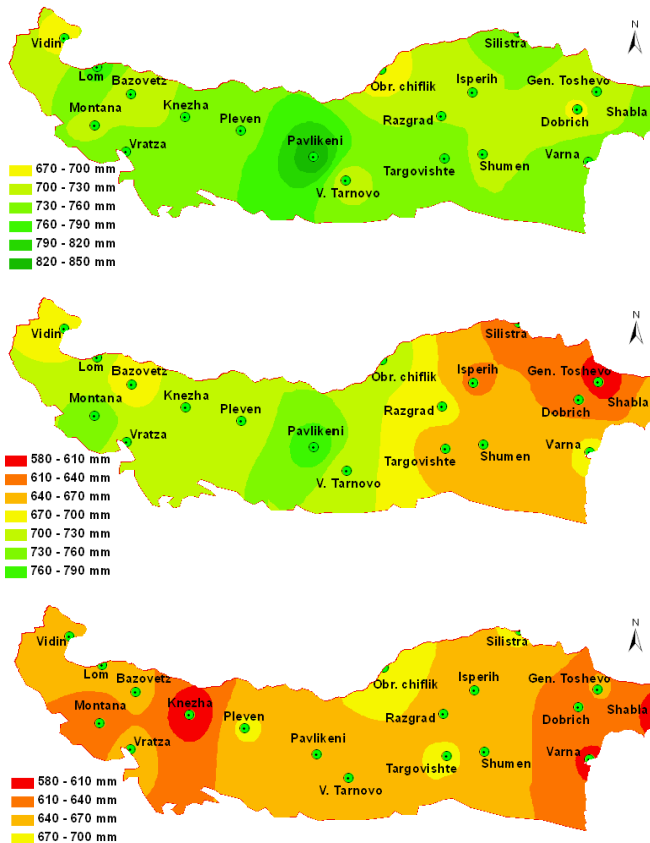 N
Silistra
Vidin
Lom
Bazovetz
Isperih
Gen. Toshevo
Obr. chiflik
Montana
Knezha
Pleven
Razgrad
Dobrich
Shabla
Vratza
Pavlikeni
Targovishte
Shumen
Varna
V. Tarnovo
670 - 700 mm
700 - 730 mm
730 - 760 mm
760 - 790 mm
790 - 820 mm
820 - 850 mm
N
Silistra
Vidin
Lom
Bazovetz
Obr. chiflik
Isperih
Gen. Toshevo
Montana
Knezha
Pleven
Razgrad
Dobrich
Shabla
Vratza
Pavlikeni
Targovishte
Shumen
Varna
V. Tarnovo
580 - 610 mm
610 - 640 mm
640 - 670 mm
670 - 700 mm
700 - 730 mm
730 - 760 mm
760 - 790 mm
N
Silistra
Vidin
Lom
Bazovetz
Obr. chiflik
Isperih
Gen. Toshevo
Montana
Knezha
Pleven
Razgrad
Dobrich
Shabla
Vratza
Pavlikeni
Targovishte
Shumen
Varna
V. Tarnovo
580 - 610 mm
610 - 640 mm
640 - 670 mm
670 - 700 mm